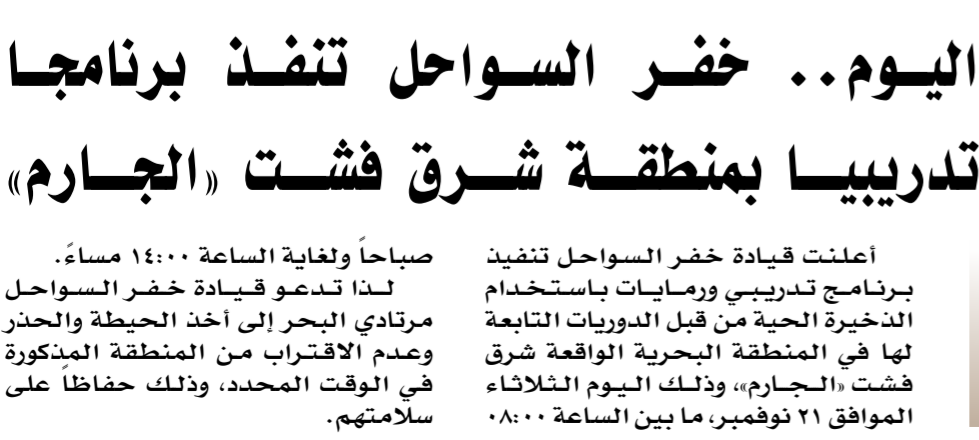 اليوم.. خفر السواحل تنفذ برنامجا
تدريبيا بمنطقة شرق فشت «الجارم»
أعلنت قيادة خفر السواحل تنفيذ
برنامج تدريبي ورمايات باستخدام
الذخيرة الحية من قبل الدوريات التابعة
لها في المنطقة البحرية الواقعة شرق
فشت «الجارم»، وذلك اليوم الثلاثاء
الموافق ٢١ نوفمبر، ما بين الساعة ٠٨:٠٠
صباحاً ولغاية الساعة ١٤:٠٠ مساءً.
لذا تدعو قيادة خفر السواحل
مرتادي البحر إلى أخذ الحيطة والحذر
وعدم الاقتراب من المنطقة المذكورة
في الوقت المحدد، وذلك حفاظاً على
سلامتهم.